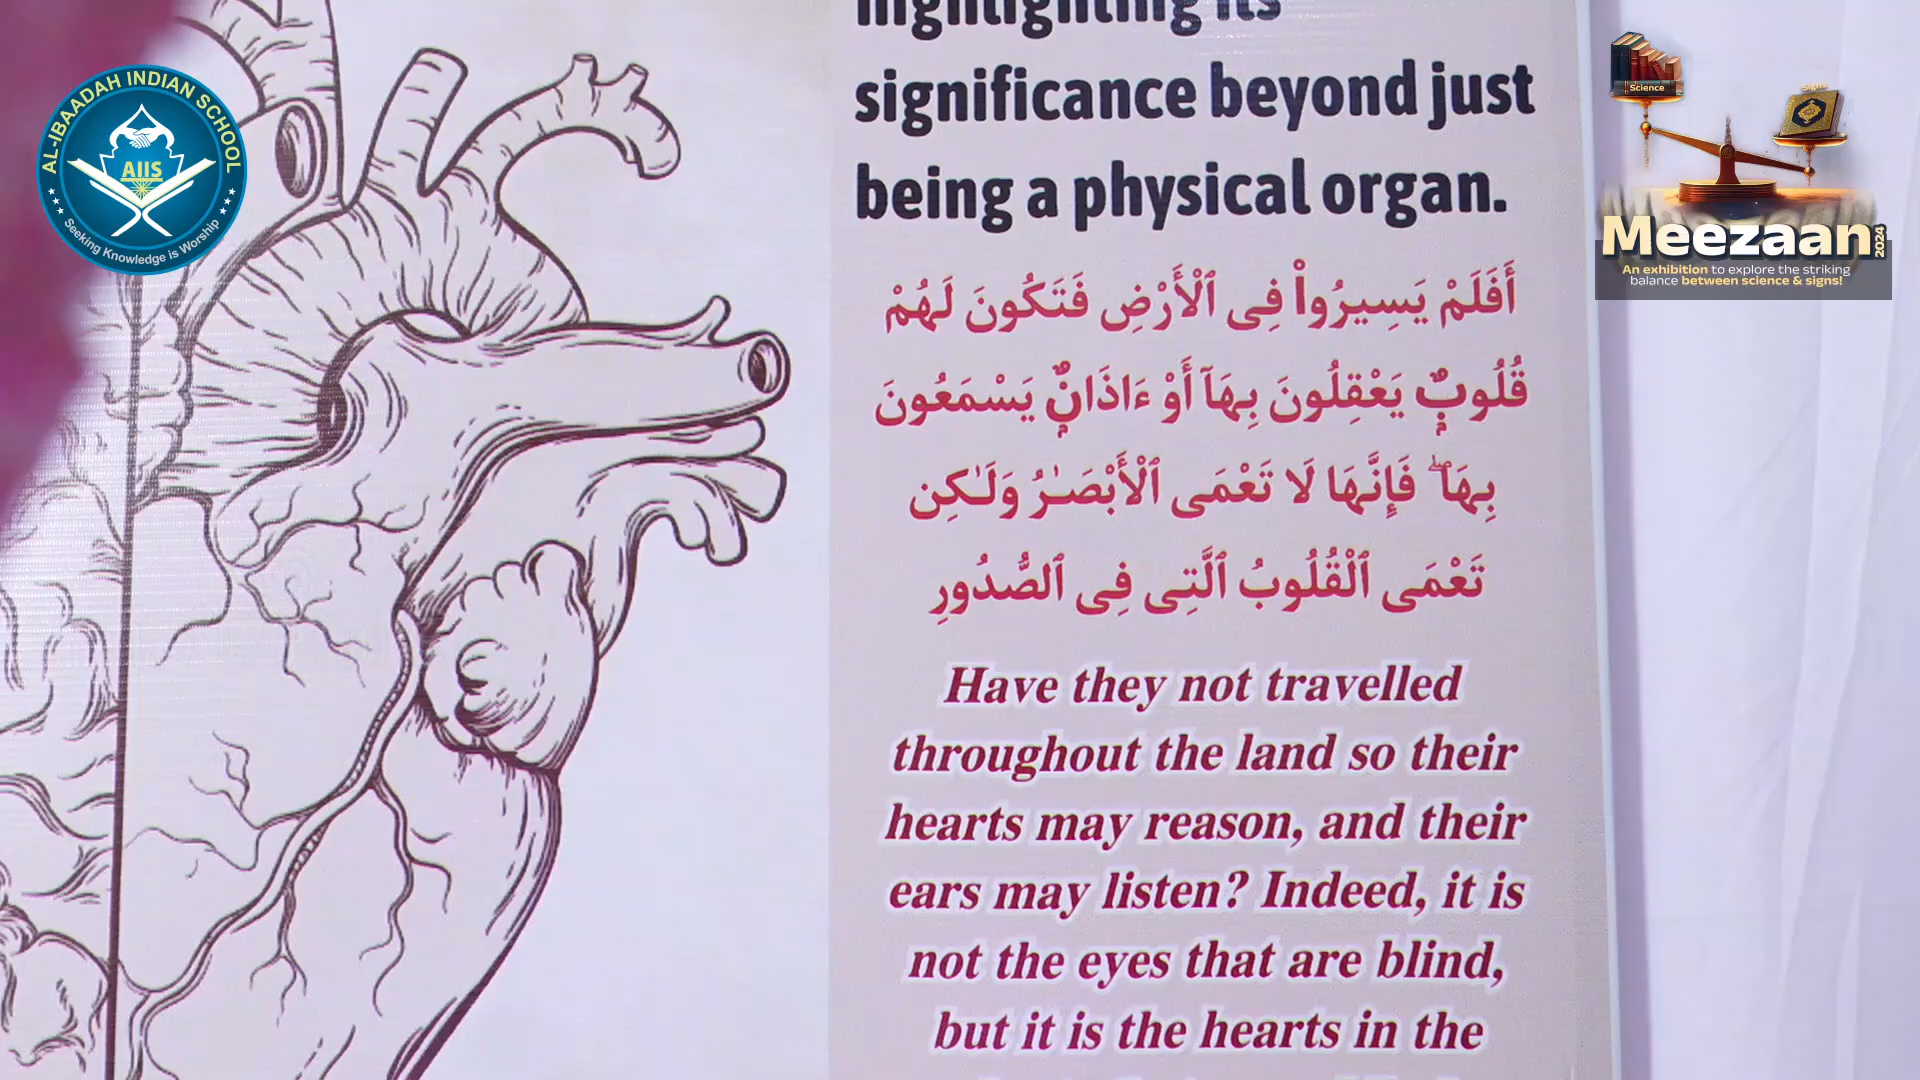 AL-IBAADAH INDIAN SCHOOL
AIIS
Seeking Knowledge is Worship
highlighting its
significance beyond just
being a physical organ.
أَفَلَمْ يَسِيرُوا۟ فِى ٱلْأَرْضِ فَتَكُونَ لَهُمْ
قُلُوبٌ يَعْقِلُونَ بِهَآ أَوْ ءَاذَانٌ يَسْمَعُونَ
بِهَا ۖ فَإِنَّهَا لَا تَعْمَى ٱلْأَبْصَـٰرُ وَلَـٰكِن
تَعْمَى ٱلْقُلُوبُ ٱلَّتِى فِى ٱلصُّدُورِ
Have they not travelled
throughout the land so their
hearts may reason, and their
ears may listen? Indeed, it is
not the eyes that are blind,
but it is the hearts in the
Science
Signs
Meezaan 2024
An exhibition to explore the striking
balance between science & signs!